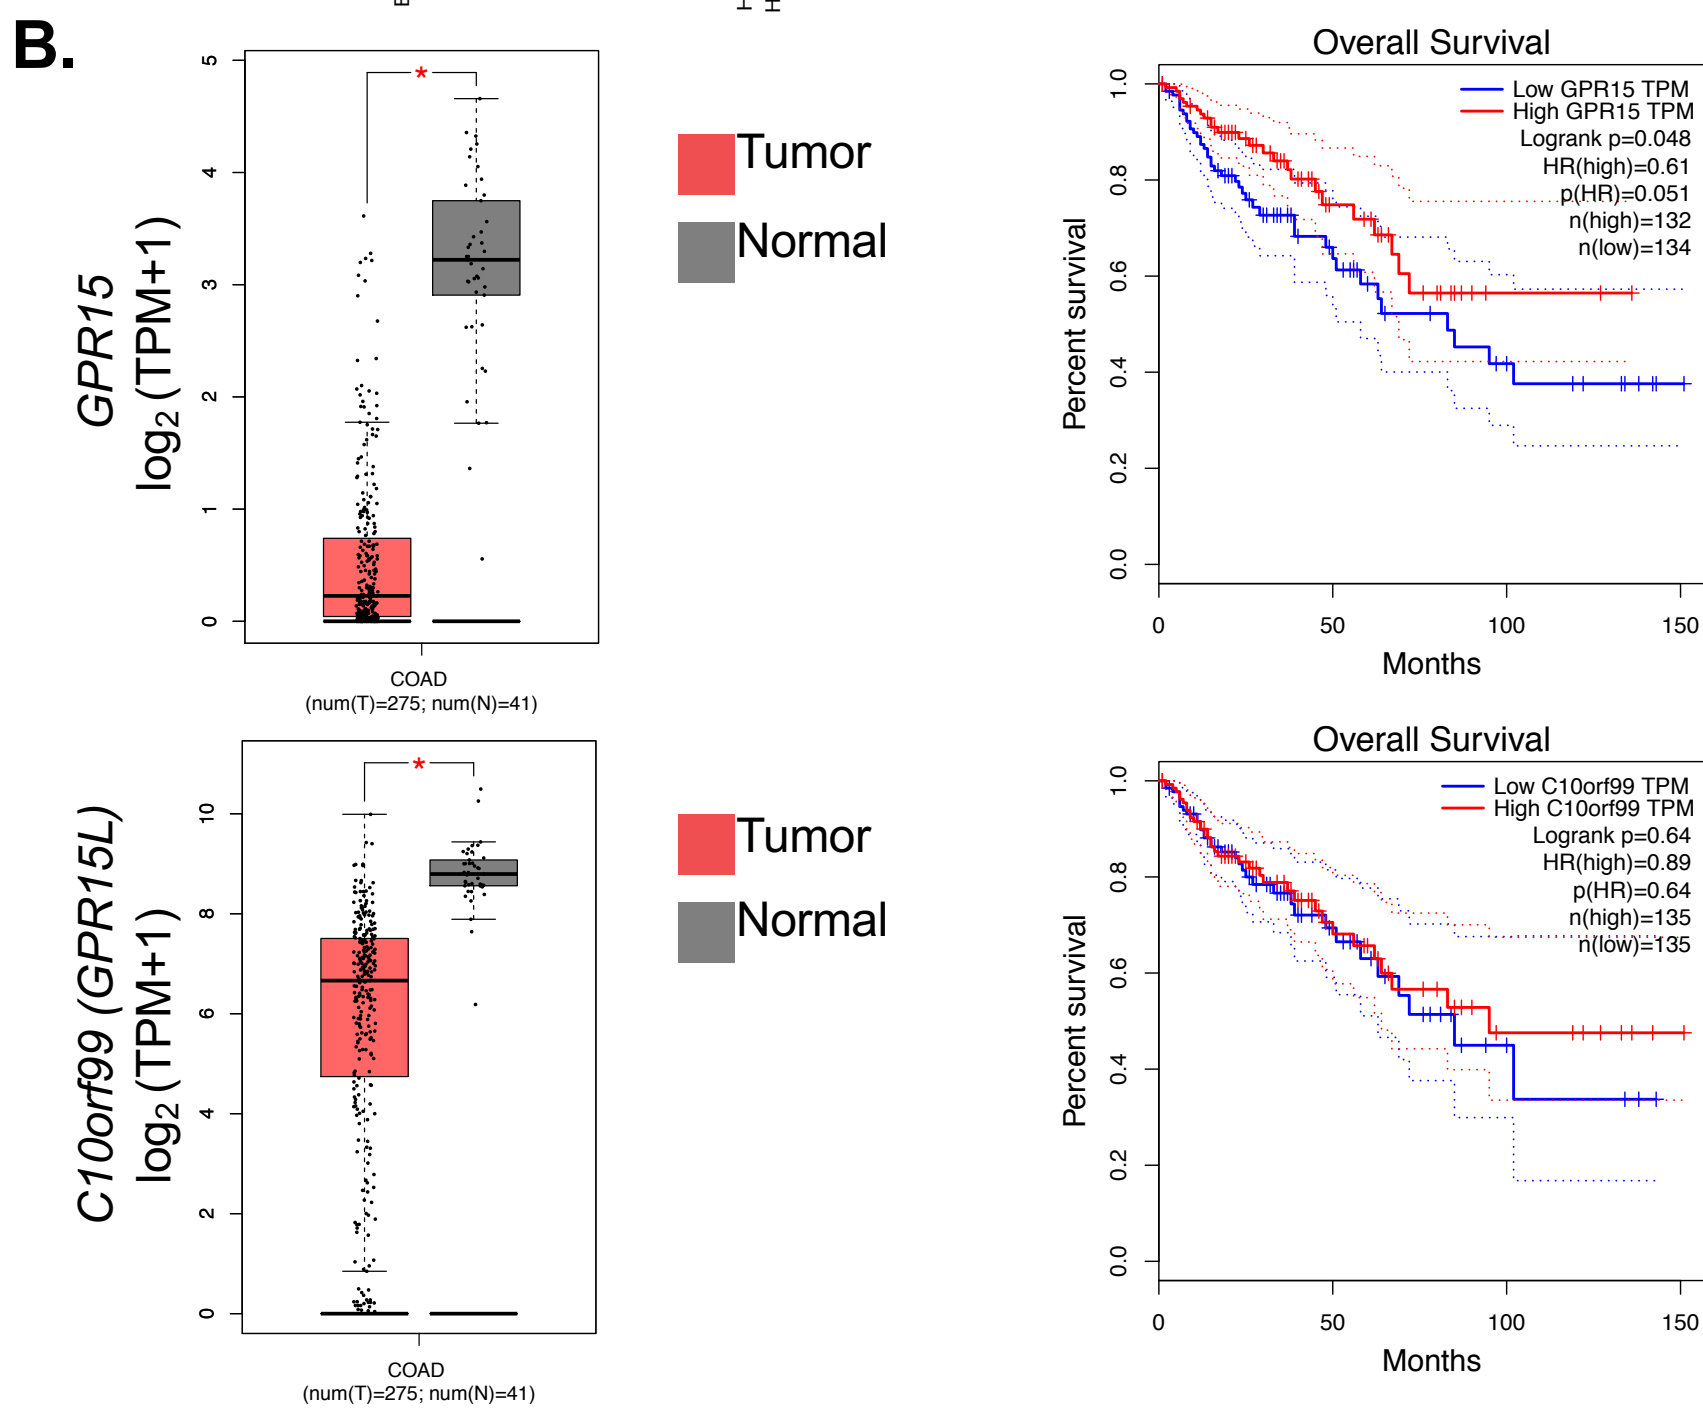 B.
GPR15
log₂ (TPM+1)
5
4
3
2
1
0
*
COAD
(num(T)=275; num(N)=41)
Tumor
Normal
Overall Survival
Low GPR15 TPM
High GPR15 TPM
Logrank p=0.048
HR(high)=0.61
p(HR)=0.051
n(high)=132
n(low)=134
Percent survival
1.0
0.8
0.6
0.4
0.2
0.0
0 50 100 150
Months
C10orf99 (GPR15L)
log₂ (TPM+1)
10
8
6
4
2
0
*
COAD
(num(T)=275; num(N)=41)
Tumor
Normal
Overall Survival
Low C10orf99 TPM
High C10orf99 TPM
Logrank p=0.64
HR(high)=0.89
p(HR)=0.64
n(high)=135
n(low)=135
Percent survival
1.0
0.8
0.6
0.4
0.2
0.0
0 50 100 150
Months